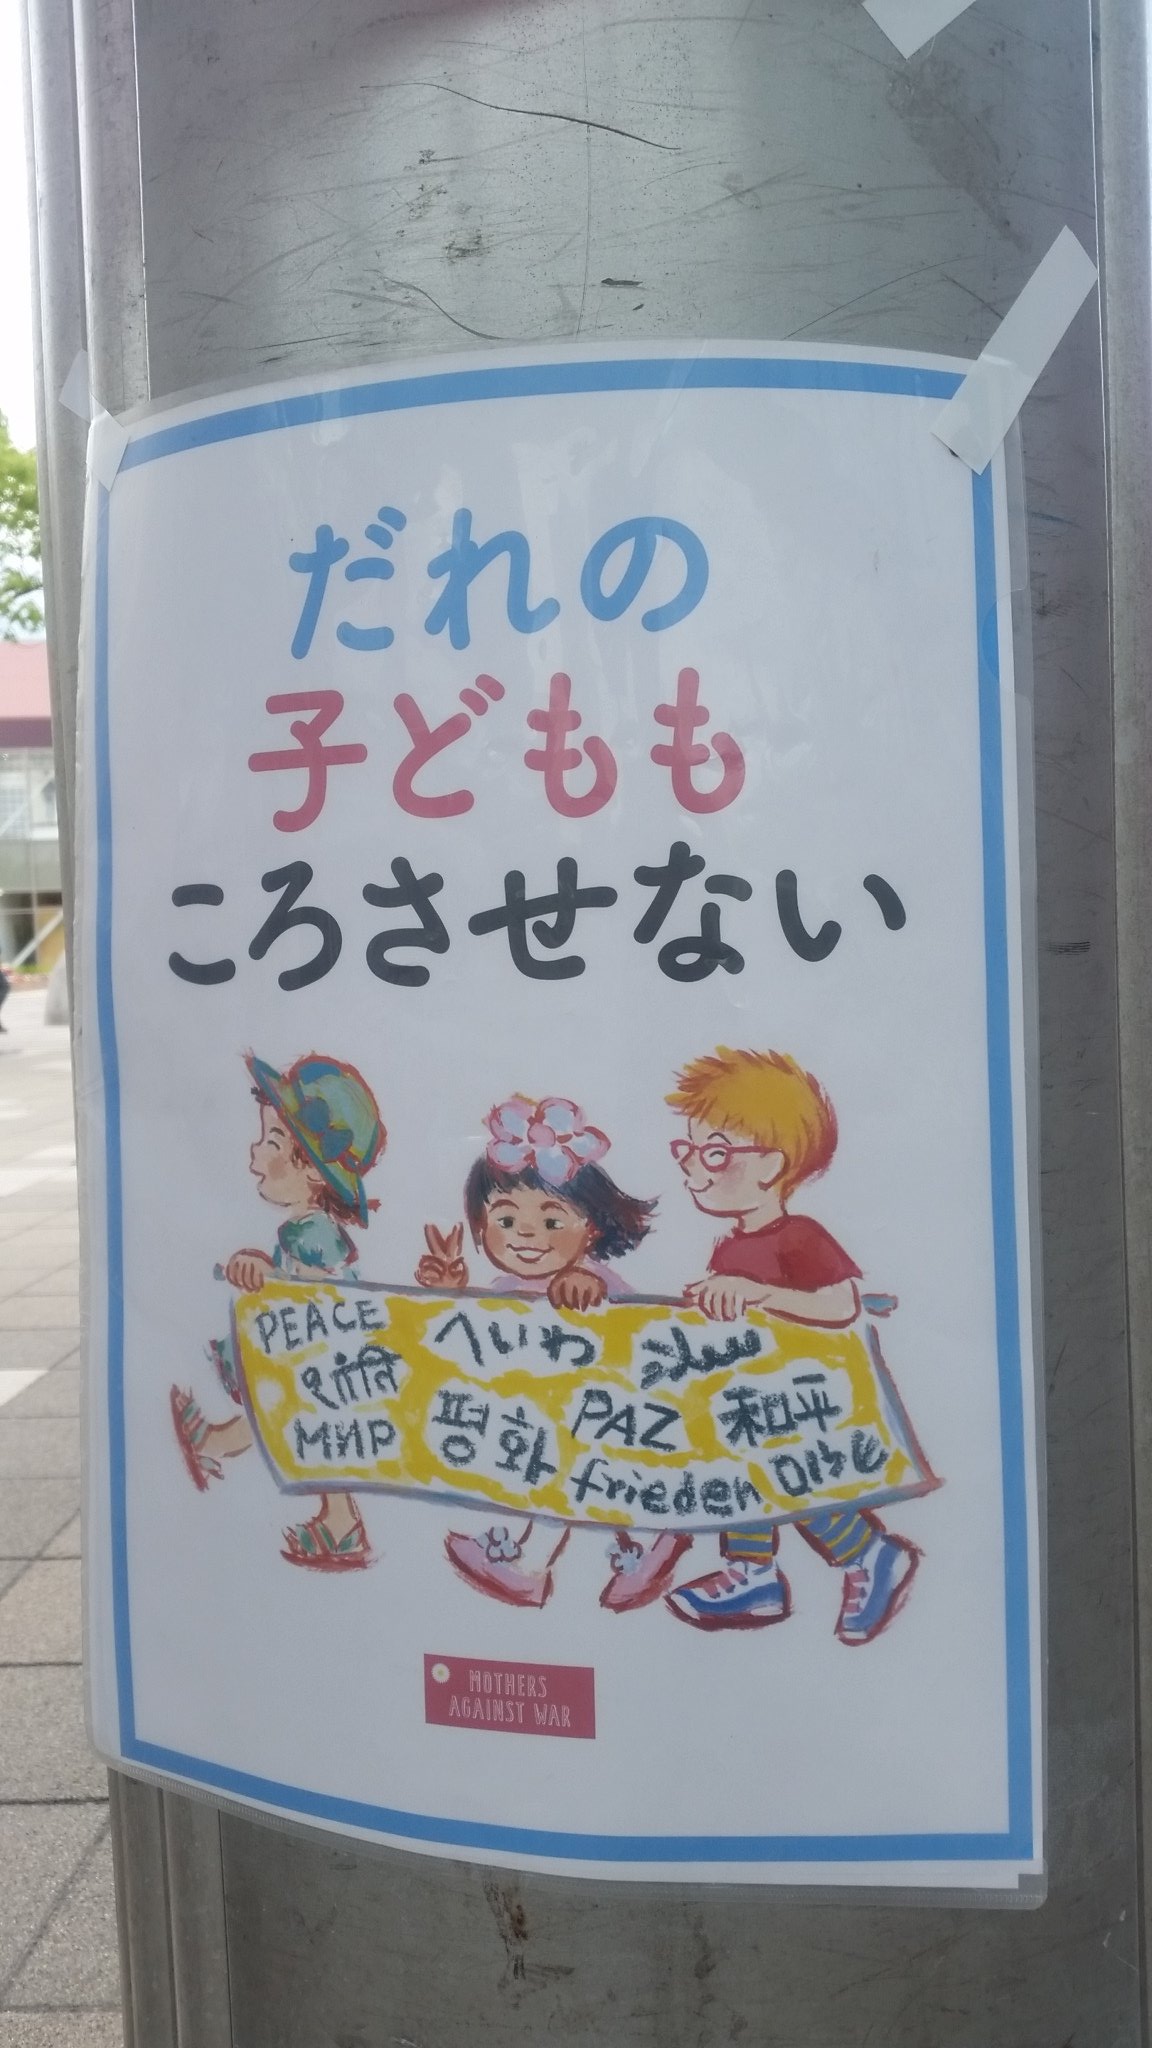 だれの
子どもも
ころさせない
PEACE へいわ سلام
शांति 평화 PAZ 和平
МИР frieden שלום
MOTHERS
AGAINST WAR